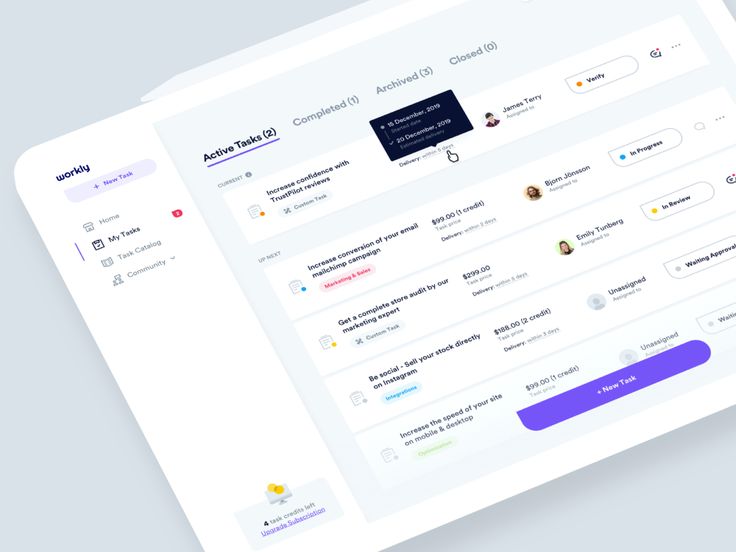 workly
+ New Task
Home
My Tasks
2
Task Catalog
Community
4 task credits left
Upgrade Subscription
Active Tasks (2)
Completed (1)
Archived (3)
Closed (0)
CURRENT
Increase confidence with
TrustPilot reviews
Custom Task
15 December, 2019
Started date
20 December, 2019
Estimated delivery
Delivery: within 5 days
James Terry
Assigned to
Verify
UP NEXT
Increase conversion of your email
mailchimp campaign
Marketing & Sales
$99.00 (1 credit)
Task price
Delivery: within 2 days
Bjorn Jönsson
Assigned to
In Progress
Get a complete store audit by our
marketing expert
Custom Task
$299.00
Task price
Delivery: within 5 days
Emily Tunberg
Assigned to
In Review
Be social - Sell your stock directly
on Instagram
Integrations
$188.00 (2 credit)
Task price
Delivery: within 3 days
Unassigned
Assigned to
Waiting Approval
Increase the speed of your site
on mobile & desktop
Optimization
$99.00 (1 credit)
Task price
Unassigned
Assigned to
Waiting
+ New Task